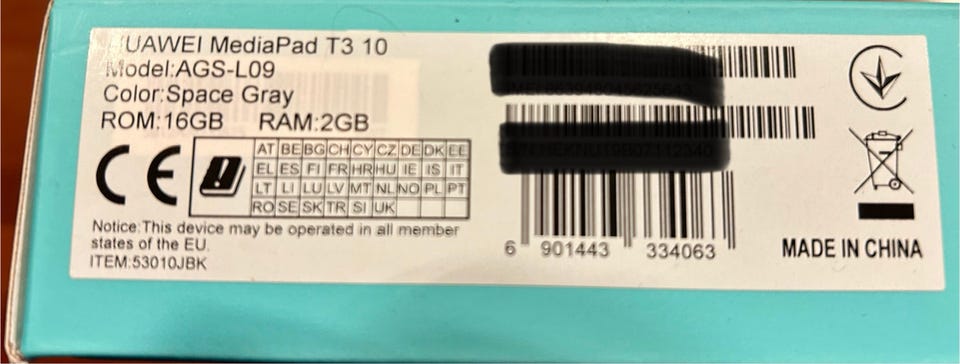 HUAWEI MediaPad T3 10
Model:AGS-L09
Color:Space Gray
ROM:16GB RAM:2GB
CE
AT BE BG CH CY CZ DE DK EE
EL ES FI FR HR HU IE IS IT
LT LI LU LV MT NL NO PL PT
RO SE SK TR SI UK
Notice:This device may be operated in all member
states of the EU.
ITEM:53010JBK
6 901443 334063
MADE IN CHINA